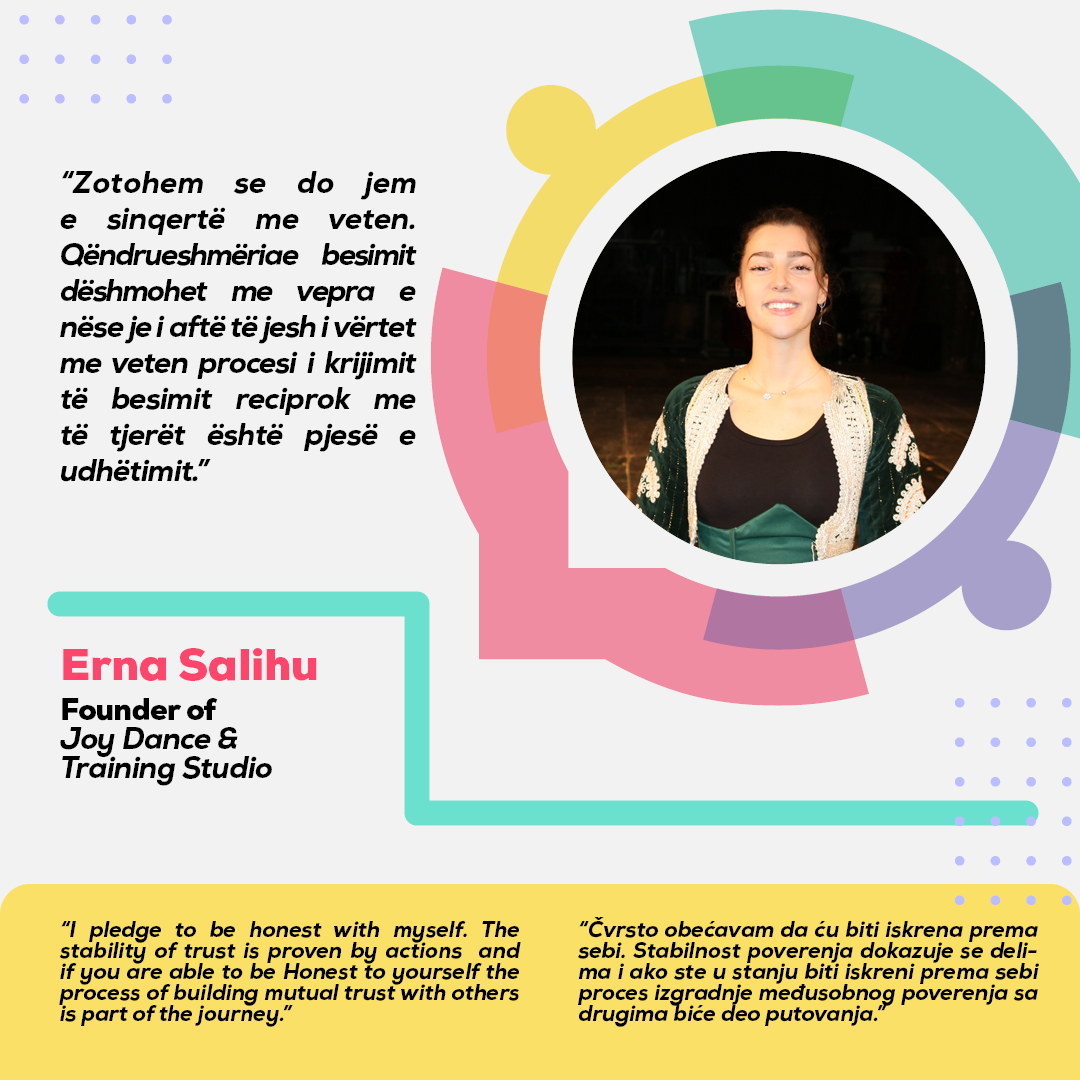 “Zotohem se do jem
e sinqertë me veten.
Qëndrueshmëriae besimit
dëshmohet me vepra e
nëse je i aftë të jesh i vërtet
me veten procesi i krijimit
të besimit reciprok me
të tjerët është pjesë e
udhëtimit.”
Erna Salihu
Founder of
Joy Dance &
Training Studio
“I pledge to be honest with myself. The
stability of trust is proven by actions and
if you are able to be Honest to yourself the
process of building mutual trust with others
is part of the journey.”
“Čvrsto obećavam da ću biti iskrena prema
sebi. Stabilnost poverenja dokazuje se deli-
ma i ako ste u stanju biti iskreni prema sebi
proces izgradnje međusobnog poverenja sa
drugima biće deo putovanja.”